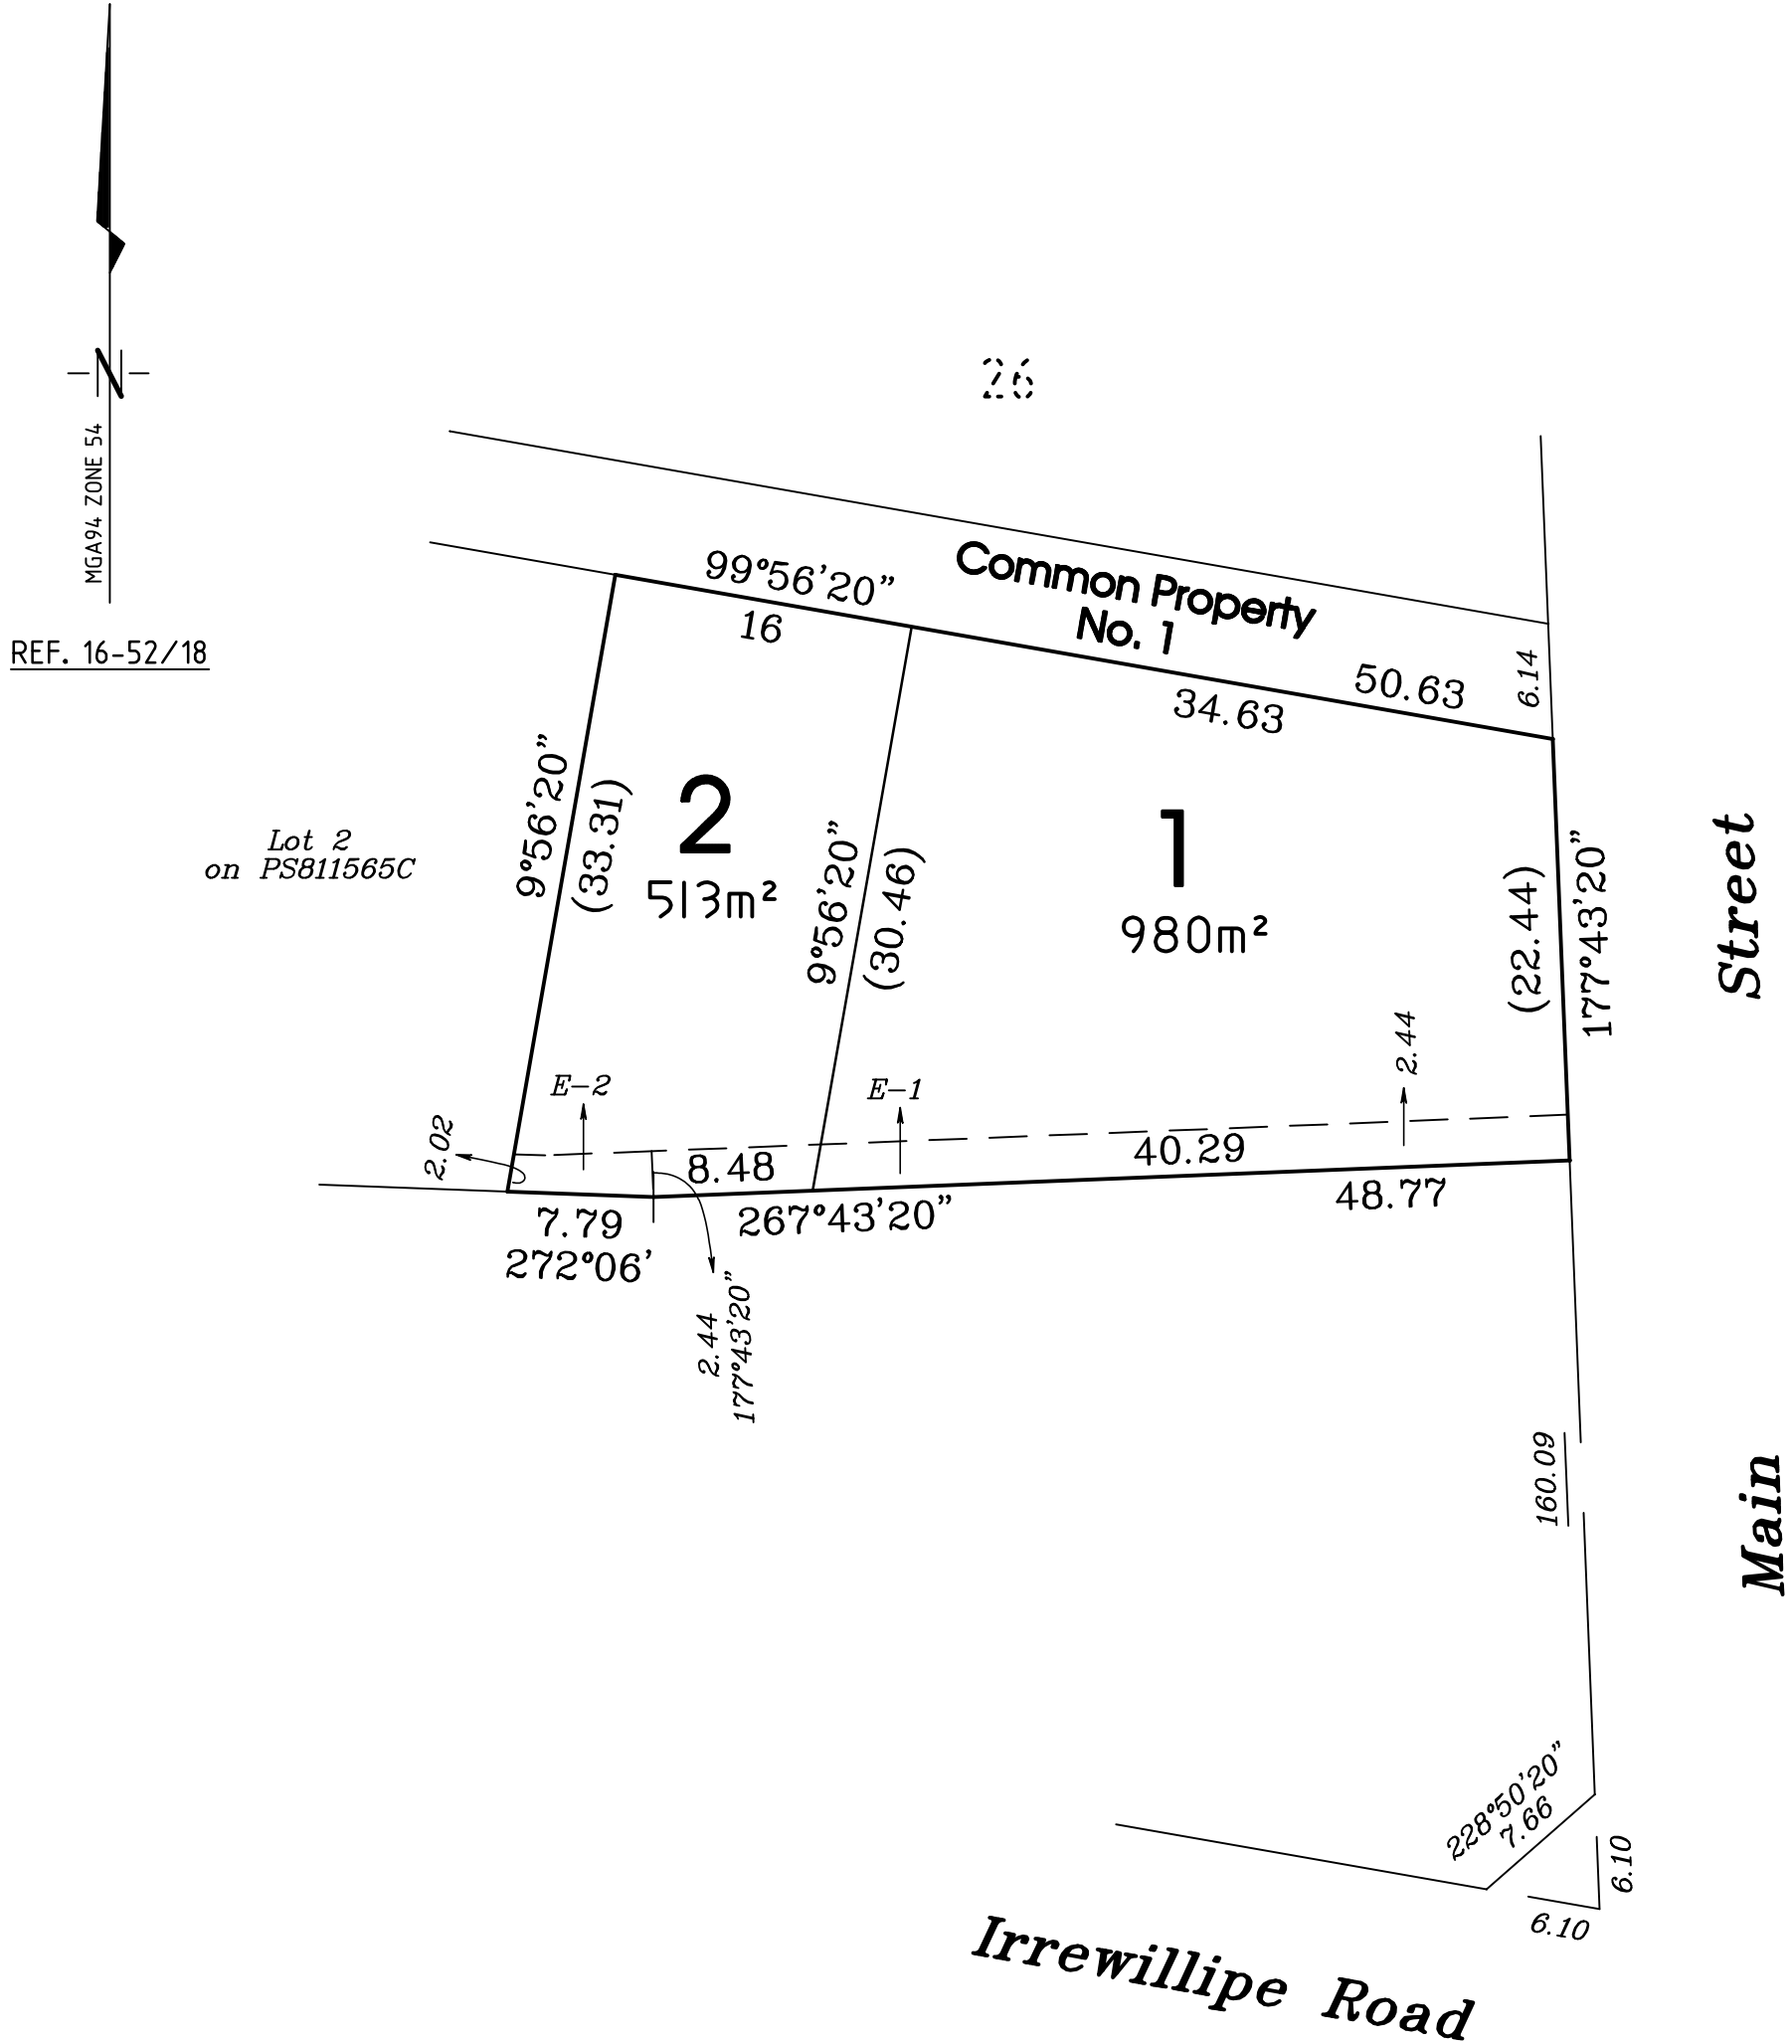 MGA94 ZONE 54
REF. 16-52/18
26
Common Property
No. 1
99°56'20"
16
50.63
34.63
6.14
Lot 2
on PS811565C
9°56'20"
(33.31)
2
513m²
9°56'20"
(30.46)
1
980m²
(22.44)
177°43'20"
Street
E-2
E-1
2.44
2.02
8.48
40.29
7.79
272°06'
267°43'20"
48.77
2.44
177°43'20"
160.09
Main
228°50'20"
7.66
6.10
6.10
Irrewillipe Road
N